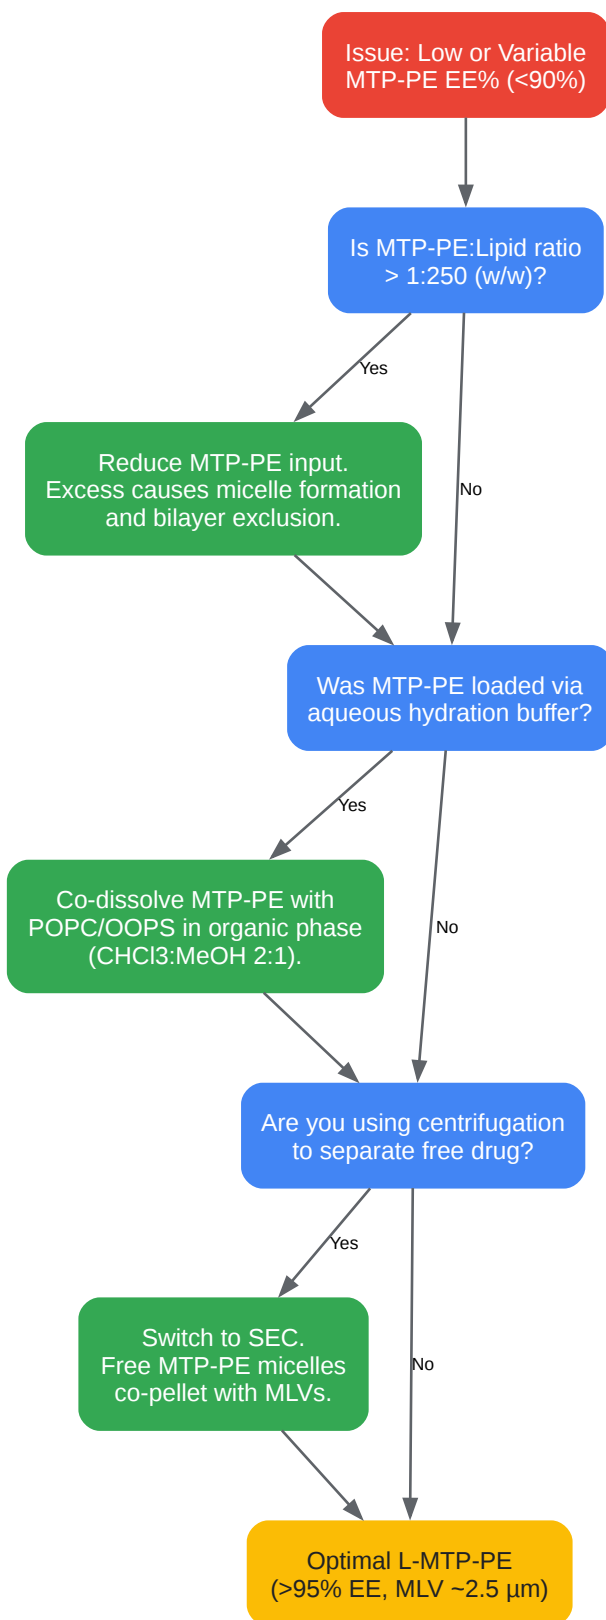 Issue: Low or Variable
MTP-PE EE% (<90%)
Is MTP-PE:Lipid ratio
> 1:250 (w/w)?
Yes
Reduce MTP-PE input.
Excess causes micelle formation
and bilayer exclusion.
No
Was MTP-PE loaded via
aqueous hydration buffer?
Yes
Co-dissolve MTP-PE with
POPC/OOPS in organic phase
(CHCl3:MeOH 2:1).
No
Are you using centrifugation
to separate free drug?
Yes
Switch to SEC.
Free MTP-PE micelles
co-pellet with MLVs.
No
Optimal L-MTP-PE
(>95% EE, MLV ~2.5 µm)